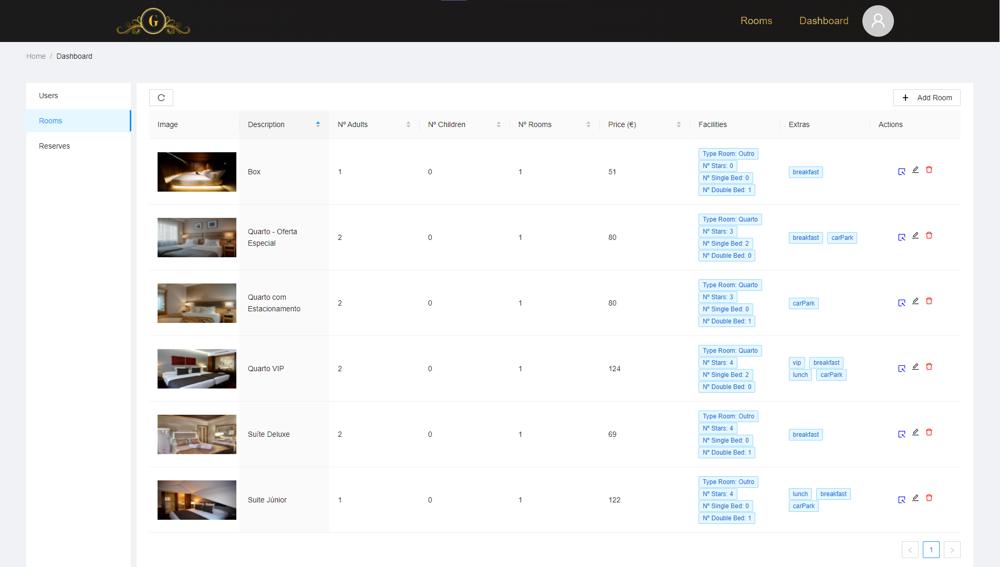 G
Rooms Dashboard
Home / Dashboard
Users
Rooms
Reserves
Add Room
Image Description Nº Adults Nº Children Nº Rooms Price (€) Facilities Extras Actions
Box 1 0 1 51
Type Room: Outro
Nº Stars: 0
Nº Single Bed: 0
Nº Double Bed: 1
breakfast
Quarto - Oferta
Especial
2 0 1 80
Type Room: Quarto
Nº Stars: 3
Nº Single Bed: 2
Nº Double Bed: 0
breakfast carPark
Quarto com
Estacionamento
2 0 1 80
Type Room: Quarto
Nº Stars: 3
Nº Single Bed: 0
Nº Double Bed: 1
carPark
Quarto VIP 2 0 1 124
Type Room: Quarto
Nº Stars: 4
Nº Single Bed: 2
Nº Double Bed: 0
vip breakfast
lunch carPark
Suíte Deluxe 2 0 1 69
Type Room: Outro
Nº Stars: 4
Nº Single Bed: 0
Nº Double Bed: 1
breakfast
Suite Júnior 1 0 1 122
Type Room: Outro
Nº Stars: 4
Nº Single Bed: 0
Nº Double Bed: 1
lunch breakfast
carPark
< 1 >